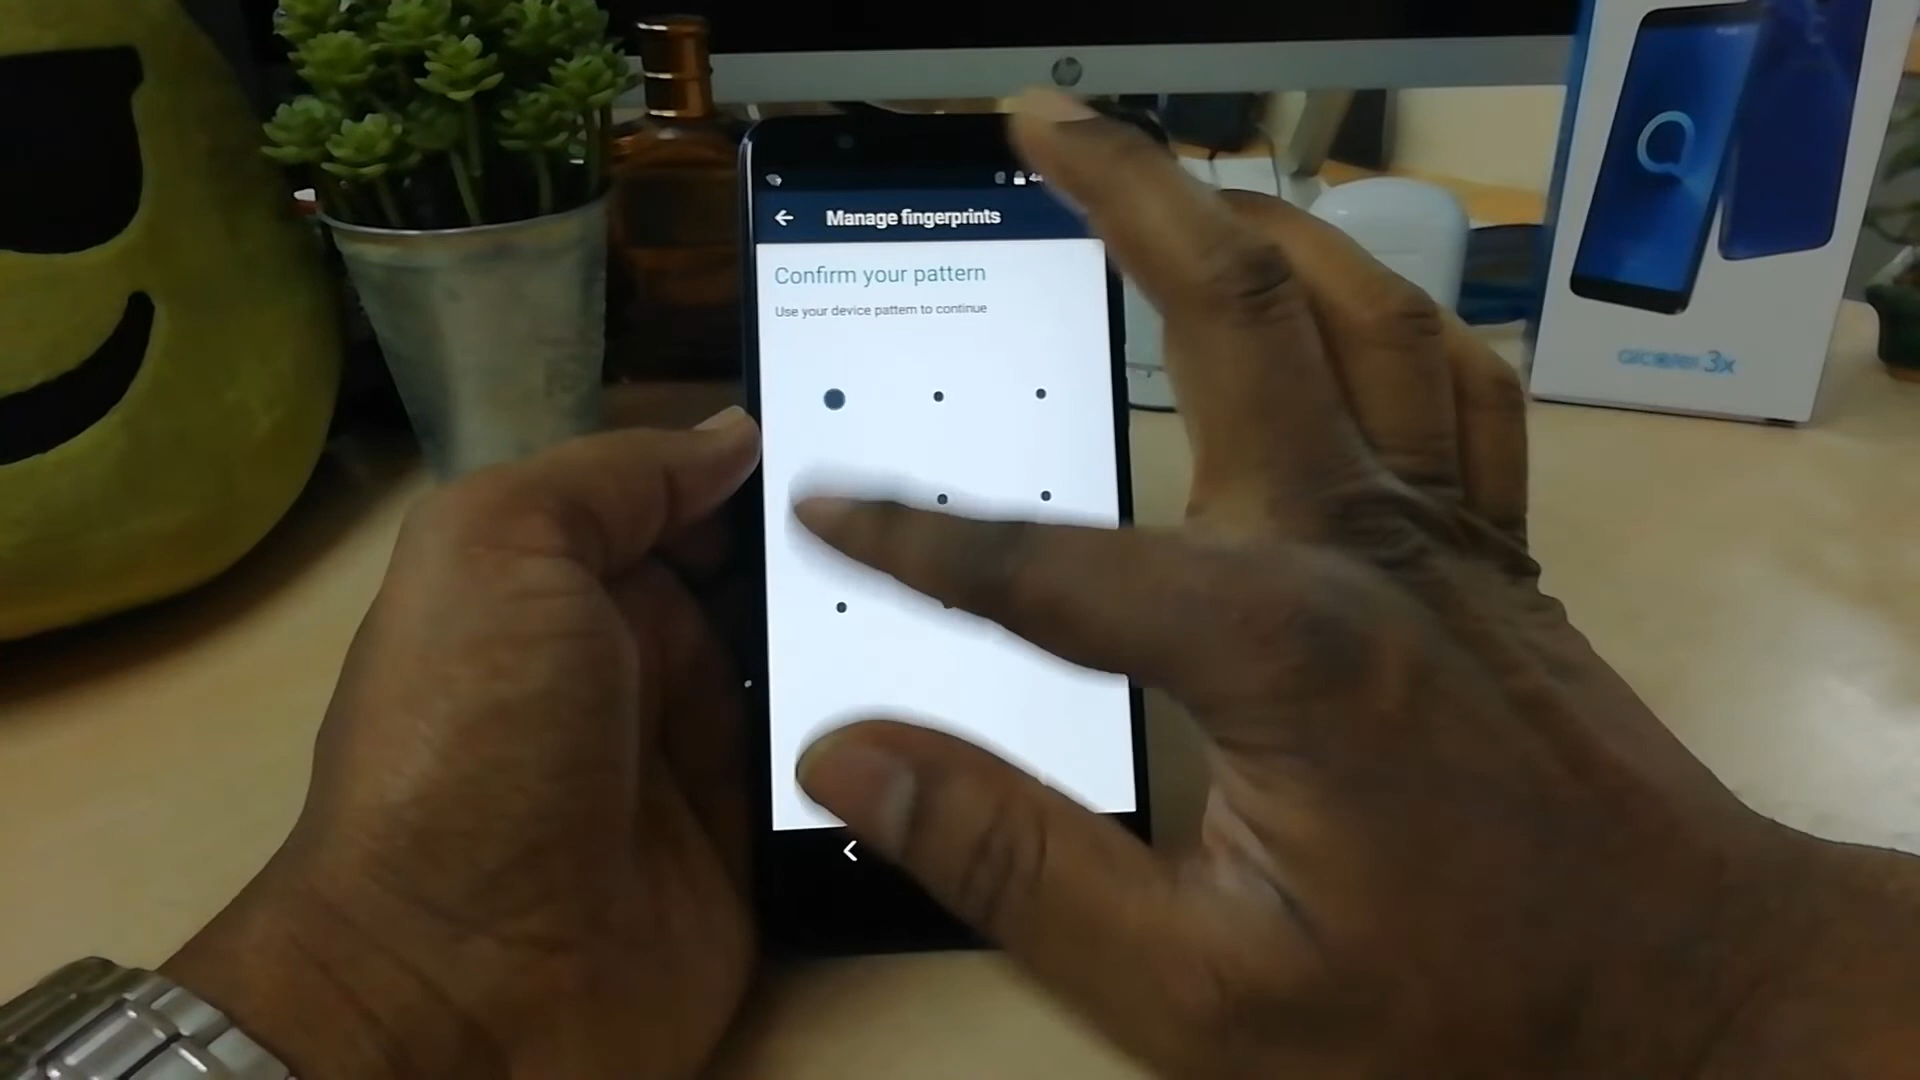 Manage fingerprints
Confirm your pattern
Use your device pattern to continue
alcatel 3x